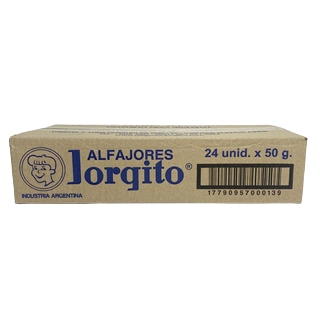 ALFAJORES
Jorgito®
INDUSTRIA ARGENTINA
24 unid. x 50 g.
17790957000139